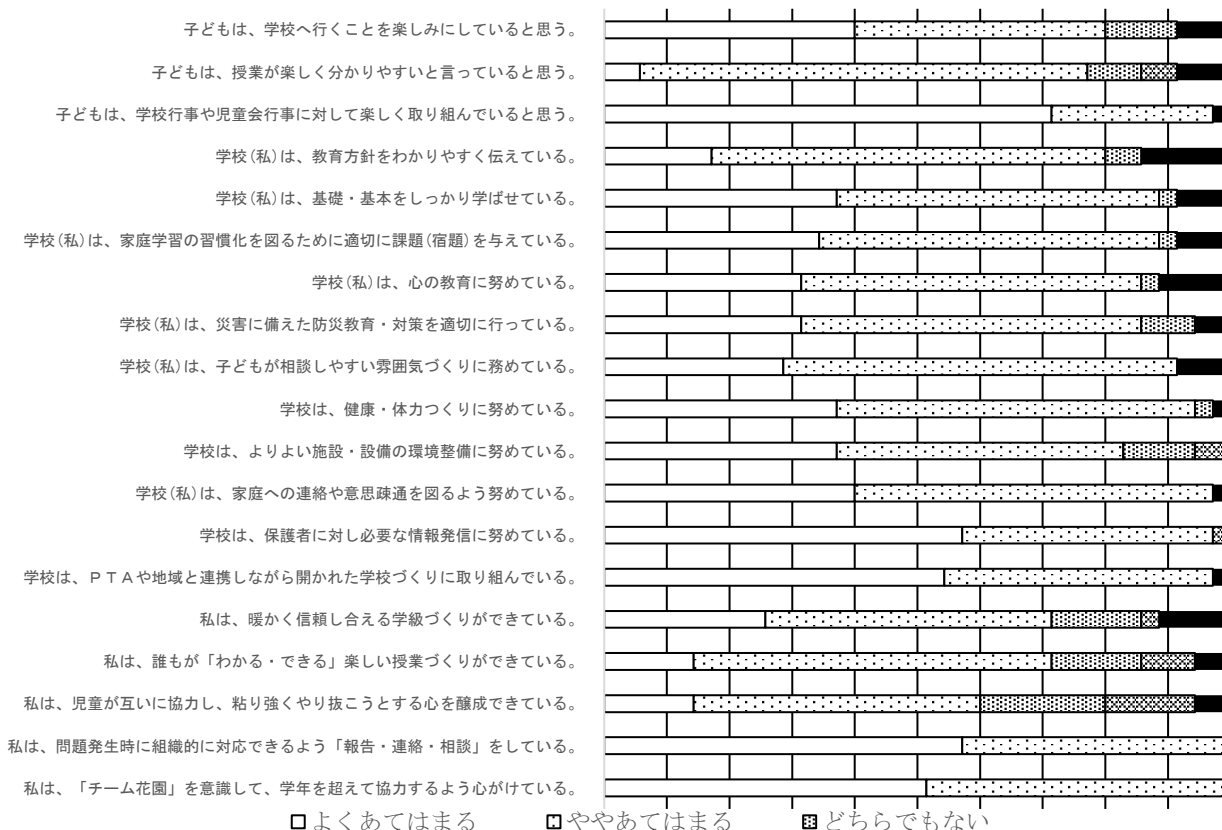 子どもは、学校へ行くことを楽しみにしていると思う。
子どもは、授業が楽しく分かりやすいと言っていると思う。
子どもは、学校行事や児童会行事に対して楽しく取り組んでいると思う。
学校(私)は、教育方針をわかりやすく伝えている。
学校(私)は、基礎・基本をしっかり学ばせている。
学校(私)は、家庭学習の習慣化を図るために適切に課題(宿題)を与えている。
学校(私)は、心の教育に努めている。
学校(私)は、災害に備えた防災教育・対策を適切に行っている。
学校(私)は、子どもが相談しやすい雰囲気づくりに務めている。
学校は、健康・体力つくりに努めている。
学校は、よりよい施設・設備の環境整備に努めている。
学校(私)は、家庭への連絡や意思疎通を図るよう努めている。
学校は、保護者に対し必要な情報発信に努めている。
学校は、ＰＴＡや地域と連携しながら開かれた学校づくりに取り組んでいる。
私は、暖かく信頼し合える学級づくりができている。
私は、誰もが「わかる・できる」楽しい授業づくりができている。
私は、児童が互いに協力し、粘り強くやり抜こうとする心を醸成できている。
私は、問題発生時に組織的に対応できるよう「報告・連絡・相談」をしている。
私は、「チーム花園」を意識して、学年を超えて協力するよう心がけている。
よくあてはまる ややあてはまる どちらでもない